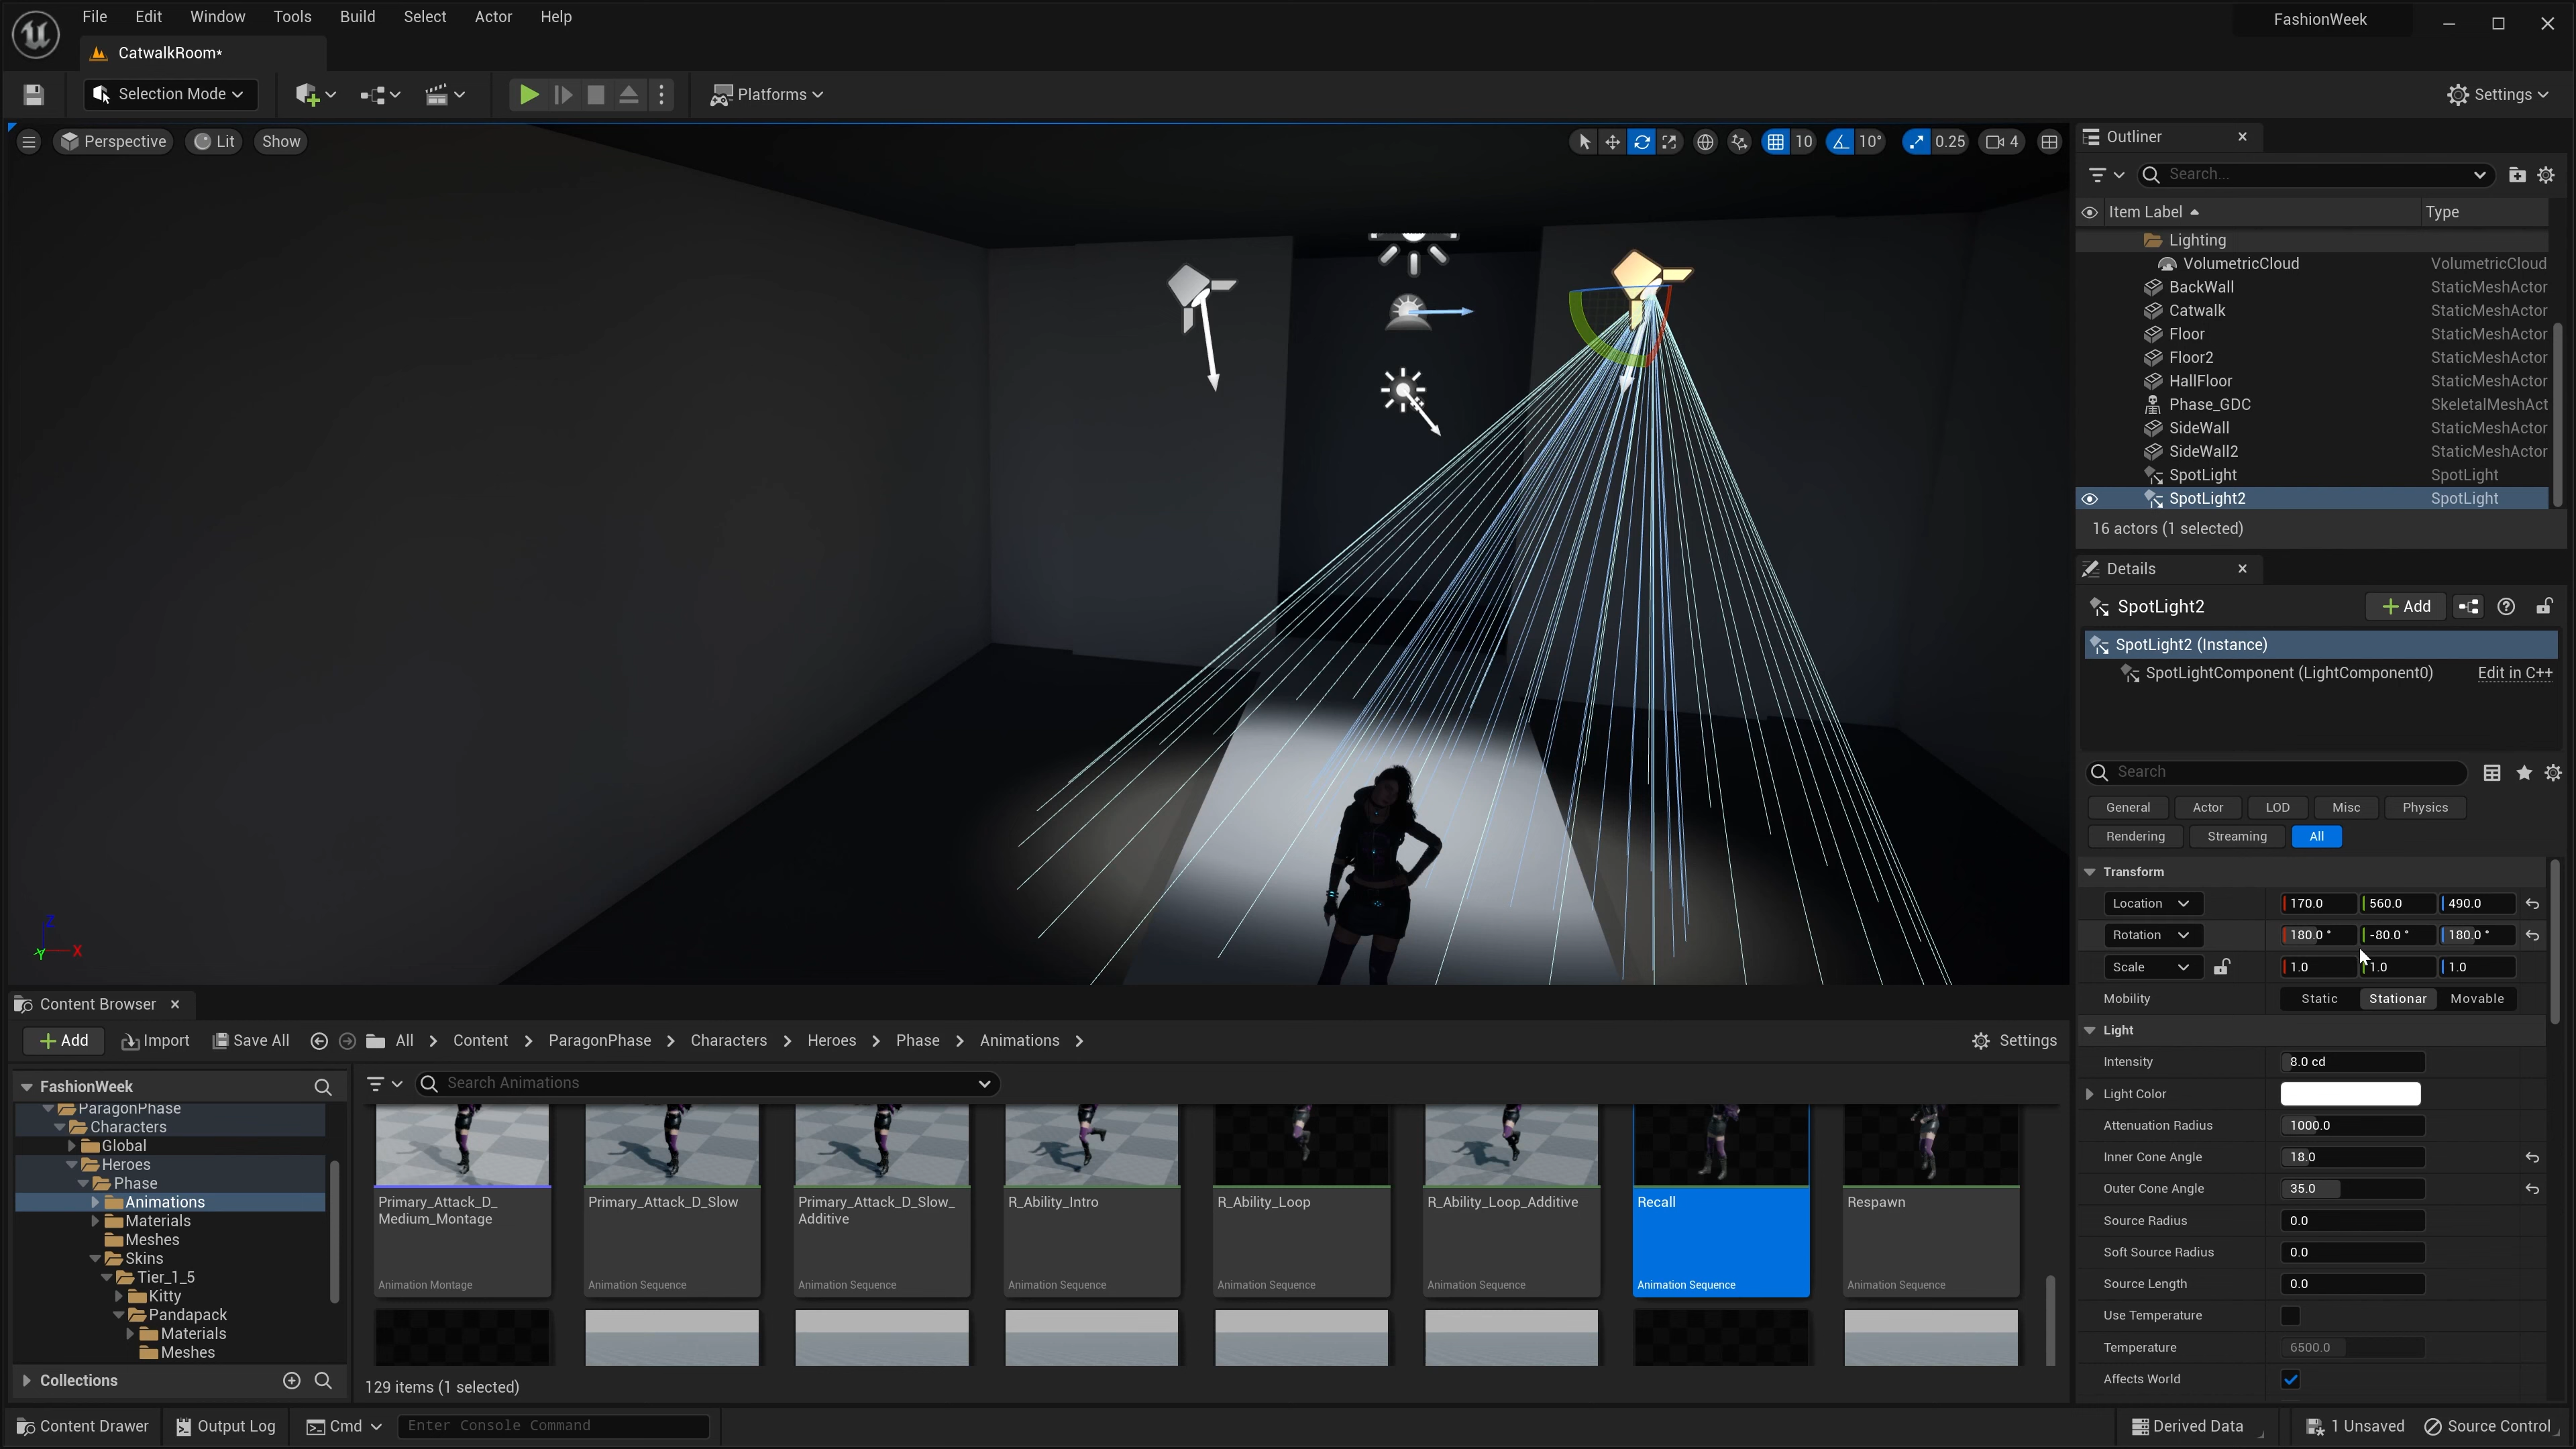 File Edit Window Tools Build Select Actor Help
FashionWeek
CatwalkRoom*
Selection Mode
Platforms
Settings
Perspective
Lit
Show
10
10°
0.25
4
Outliner
Search...
Item Label
Type
Lighting
VolumetricCloud VolumetricCloud
BackWall StaticMeshActor
Catwalk StaticMeshActor
Floor StaticMeshActor
Floor2 StaticMeshActor
HallFloor StaticMeshActor
Phase_GDC SkeletalMeshAct
SideWall StaticMeshActor
SideWall2 StaticMeshActor
SpotLight SpotLight
SpotLight2 SpotLight
16 actors (1 selected)
Details
SpotLight2
Add
SpotLight2 (Instance)
SpotLightComponent (LightComponent0) Edit in C++
Search
General Actor LOD Misc Physics
Rendering Streaming All
Transform
Location 170.0 560.0 490.0
Rotation 180.0 ° -80.0 ° 180.0 °
Scale 1.0 1.0 1.0
Mobility Static Stationar Movable
Light
Intensity 8.0 cd
Light Color
Attenuation Radius 1000.0
Inner Cone Angle 18.0
Outer Cone Angle 35.0
Source Radius 0.0
Soft Source Radius 0.0
Source Length 0.0
Use Temperature
Temperature 6500.0
Affects World
Z
Y
X
Content Browser
Add Import Save All All Content ParagonPhase Characters Heroes Phase Animations Settings
FashionWeek
ParagonPhase
Characters
Global
Heroes
Phase
Animations
Materials
Meshes
Skins
Tier_1_5
Kitty
Pandapack
Materials
Meshes
Collections
Search Animations
Primary_Attack_D_
Medium_Montage
Animation Montage
Primary_Attack_D_Slow
Animation Sequence
Primary_Attack_D_Slow_
Additive
Animation Sequence
R_Ability_Intro
Animation Sequence
R_Ability_Loop
Animation Sequence
R_Ability_Loop_Additive
Animation Sequence
Recall
Animation Sequence
Respawn
Animation Sequence
129 items (1 selected)
Content Drawer Output Log Cmd Enter Console Command Derived Data 1 Unsaved Source Control